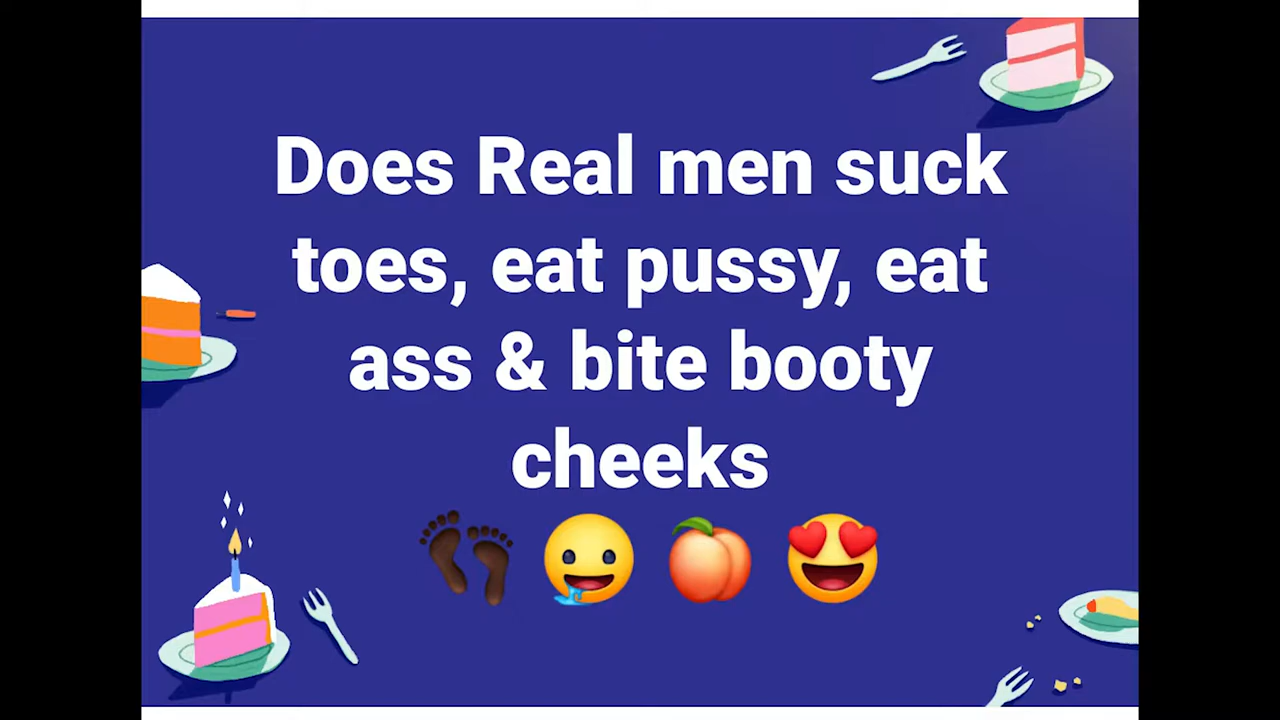 Does Real men suck
toes, eat pussy, eat
ass & bite booty
cheeks